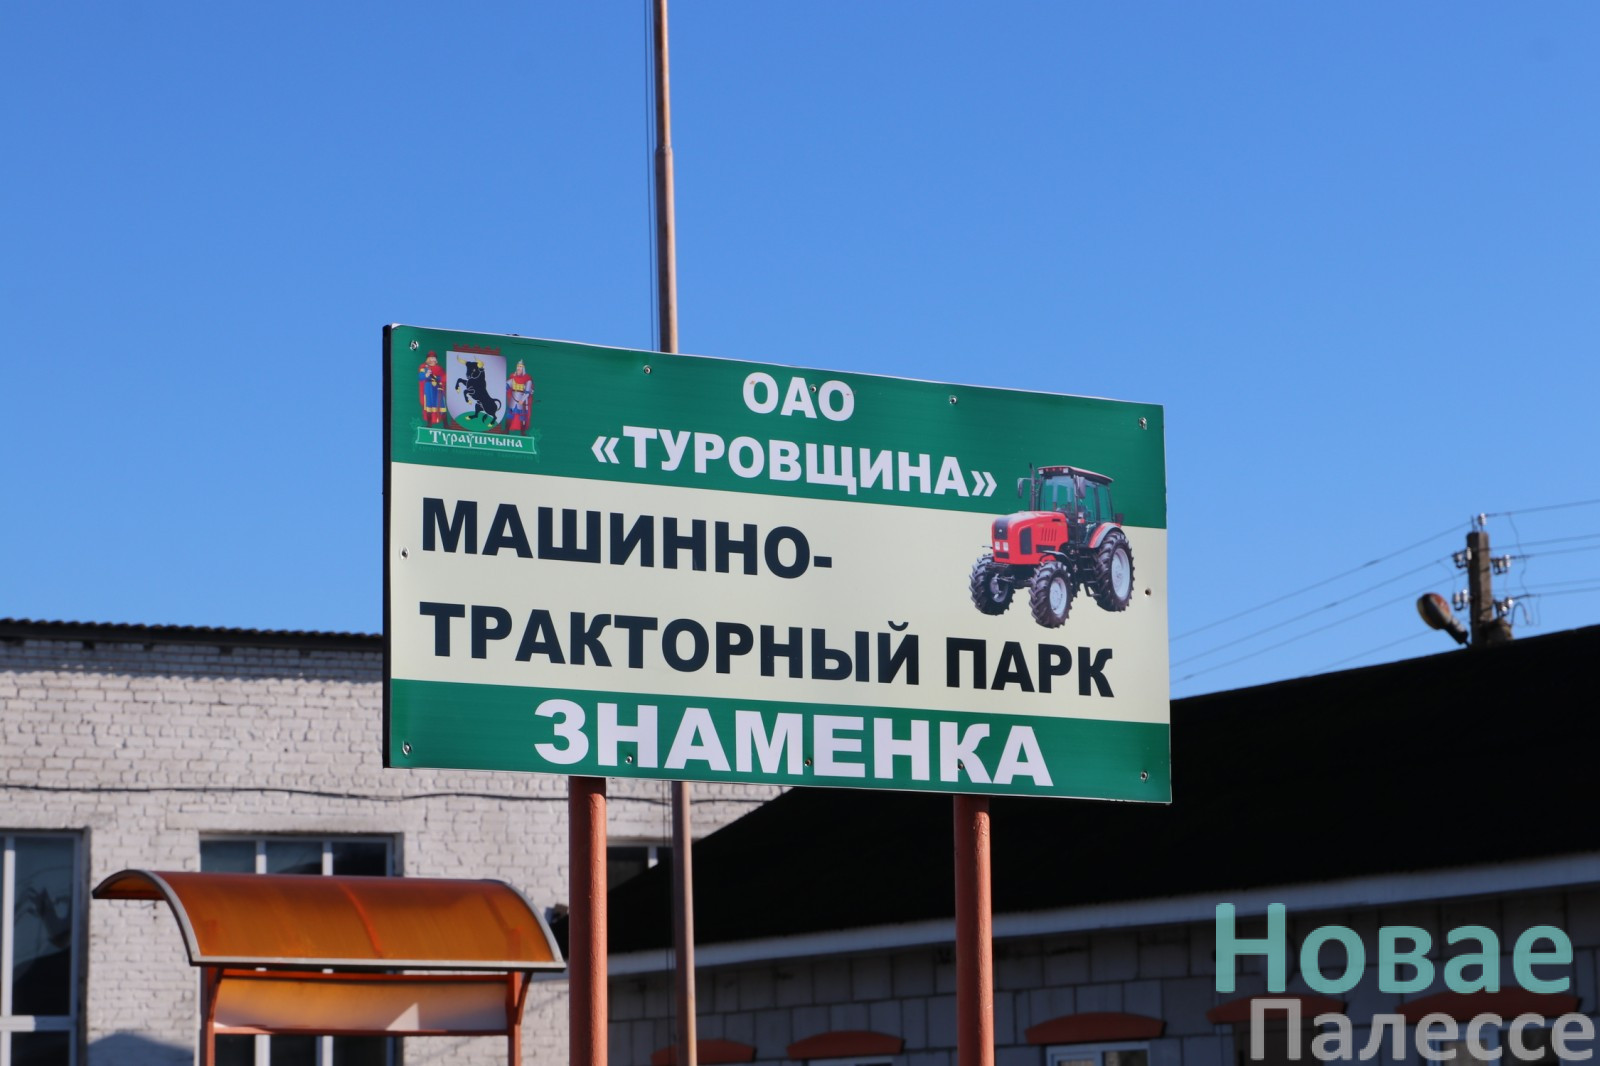 Тураўшчына
ОАО
«ТУРОВЩИНА»
МАШИННО-
ТРАКТОРНЫЙ ПАРК
ЗНАМЕНКА
Новае
Палессе